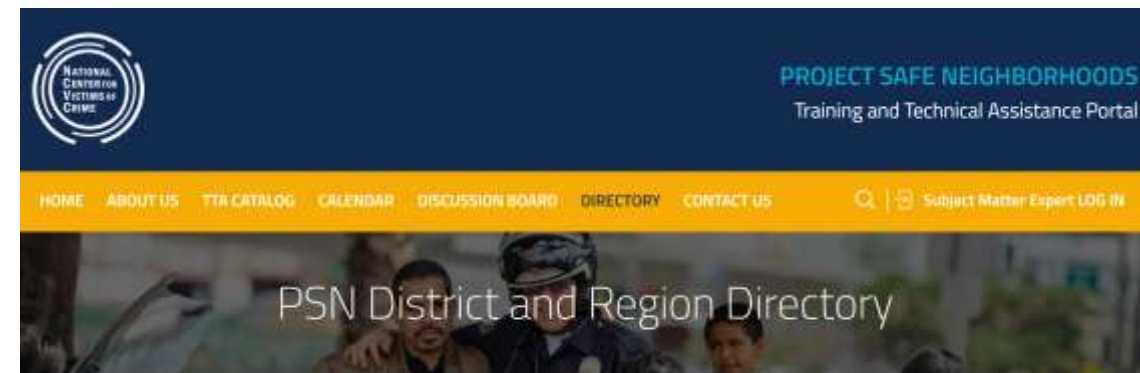 NATIONAL
CENTER FOR
VICTIMS OF
CRIME
PROJECT SAFE NEIGHBORHOODS
Training and Technical Assistance Portal
HOME ABOUT US TTA CATALOG CALENDAR DISCUSSION BOARD DIRECTORY CONTACT US Subject Matter Expert LOG IN
PSN District and Region Directory